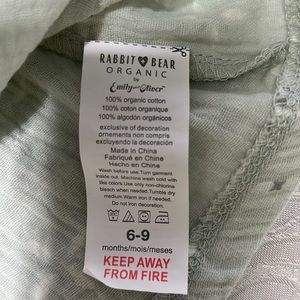 RABBIT BEAR
ORGANIC
by
Emily and Oliver
100% organic cotton
100% coton organique
100% algodón orgánico
exclusive of decoration
ornements non compris
excluyendo la decoración
Made in China
Fabriqué en Chine
Hecho en China
Wash before use. Turn garment
inside out. Machine wash cold with
like colors. Use only non-chlorine
bleach when needed. Tumble dry
medium. Warm iron if needed.
Do not iron decoration.
6-9
months/mois/meses
KEEP AWAY
FROM FIRE